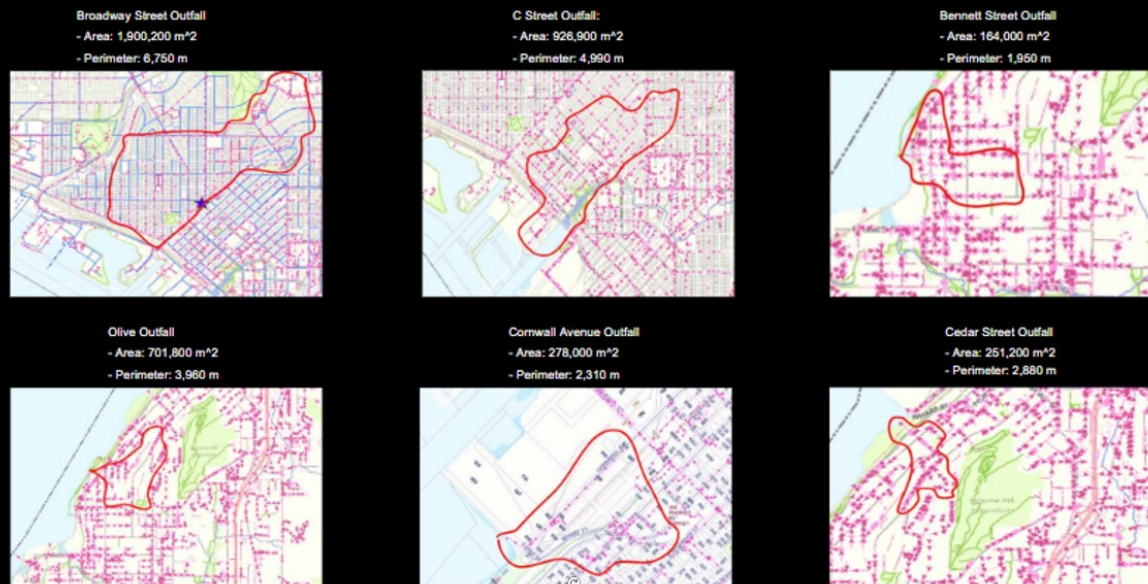 Broadway Street Outfall
- Area: 1,900,200 m^2
- Perimeter: 6,750 m
C Street Outfall:
- Area: 926,900 m^2
- Perimeter: 4,990 m
Bennett Street Outfall
- Area: 164,000 m^2
- Perimeter: 1,950 m
Olive Outfall
- Area: 701,800 m^2
- Perimeter: 3,960 m
Cornwall Avenue Outfall
- Area: 278,000 m^2
- Perimeter: 2,310 m
Cedar Street Outfall
- Area: 251,200 m^2
- Perimeter: 2,880 m